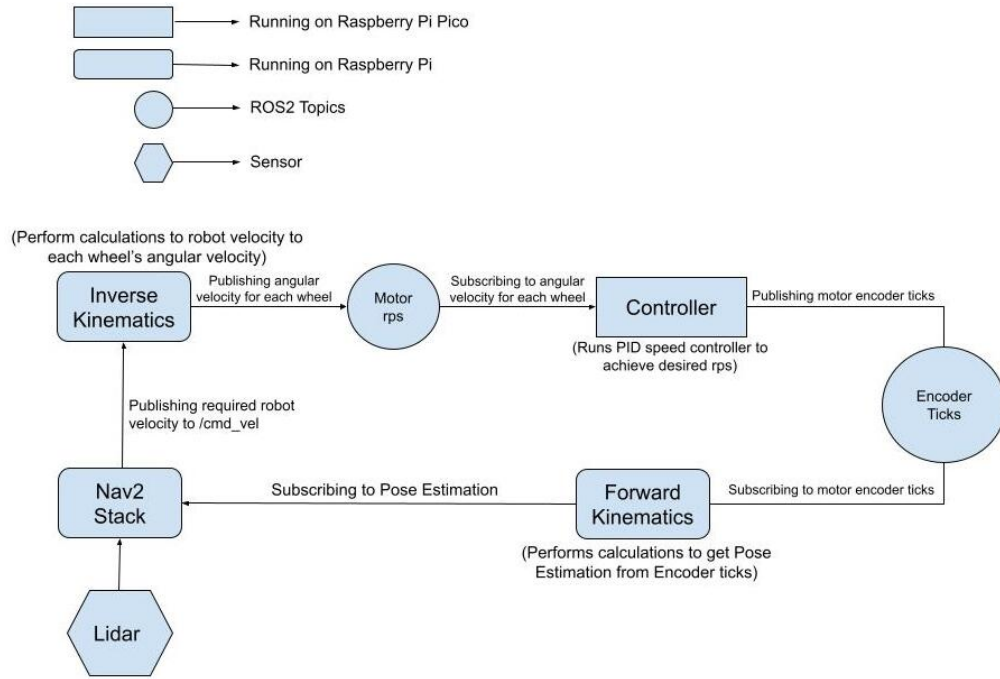 Running on Raspberry Pi Pico
Running on Raspberry Pi
ROS2 Topics
Sensor
(Perform calculations to robot velocity to
each wheel's angular velocity)
Inverse
Kinematics
Publishing angular
velocity for each wheel
Motor
rps
Subscribing to angular
velocity for each wheel
Controller
(Runs PID speed controller to
achieve desired rps)
Publishing motor encoder ticks
Encoder
Ticks
Subscribing to motor encoder ticks
Forward
Kinematics
(Performs calculations to get Pose
Estimation from Encoder ticks)
Subscribing to Pose Estimation
Nav2
Stack
Publishing required robot
velocity to /cmd_vel
Lidar